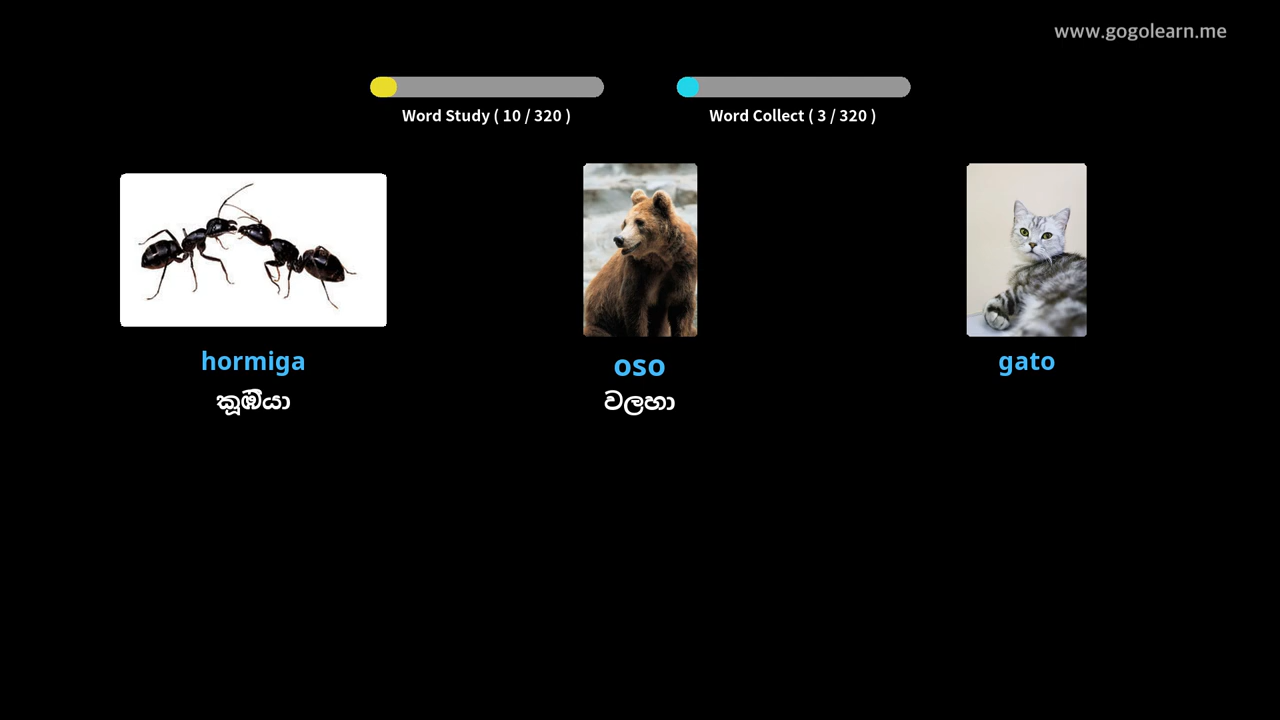 www.gogolearn.me
Word Study ( 10 / 320 )
Word Collect ( 3 / 320 )
hormiga
oso
gato
කූඹියා
වලහා